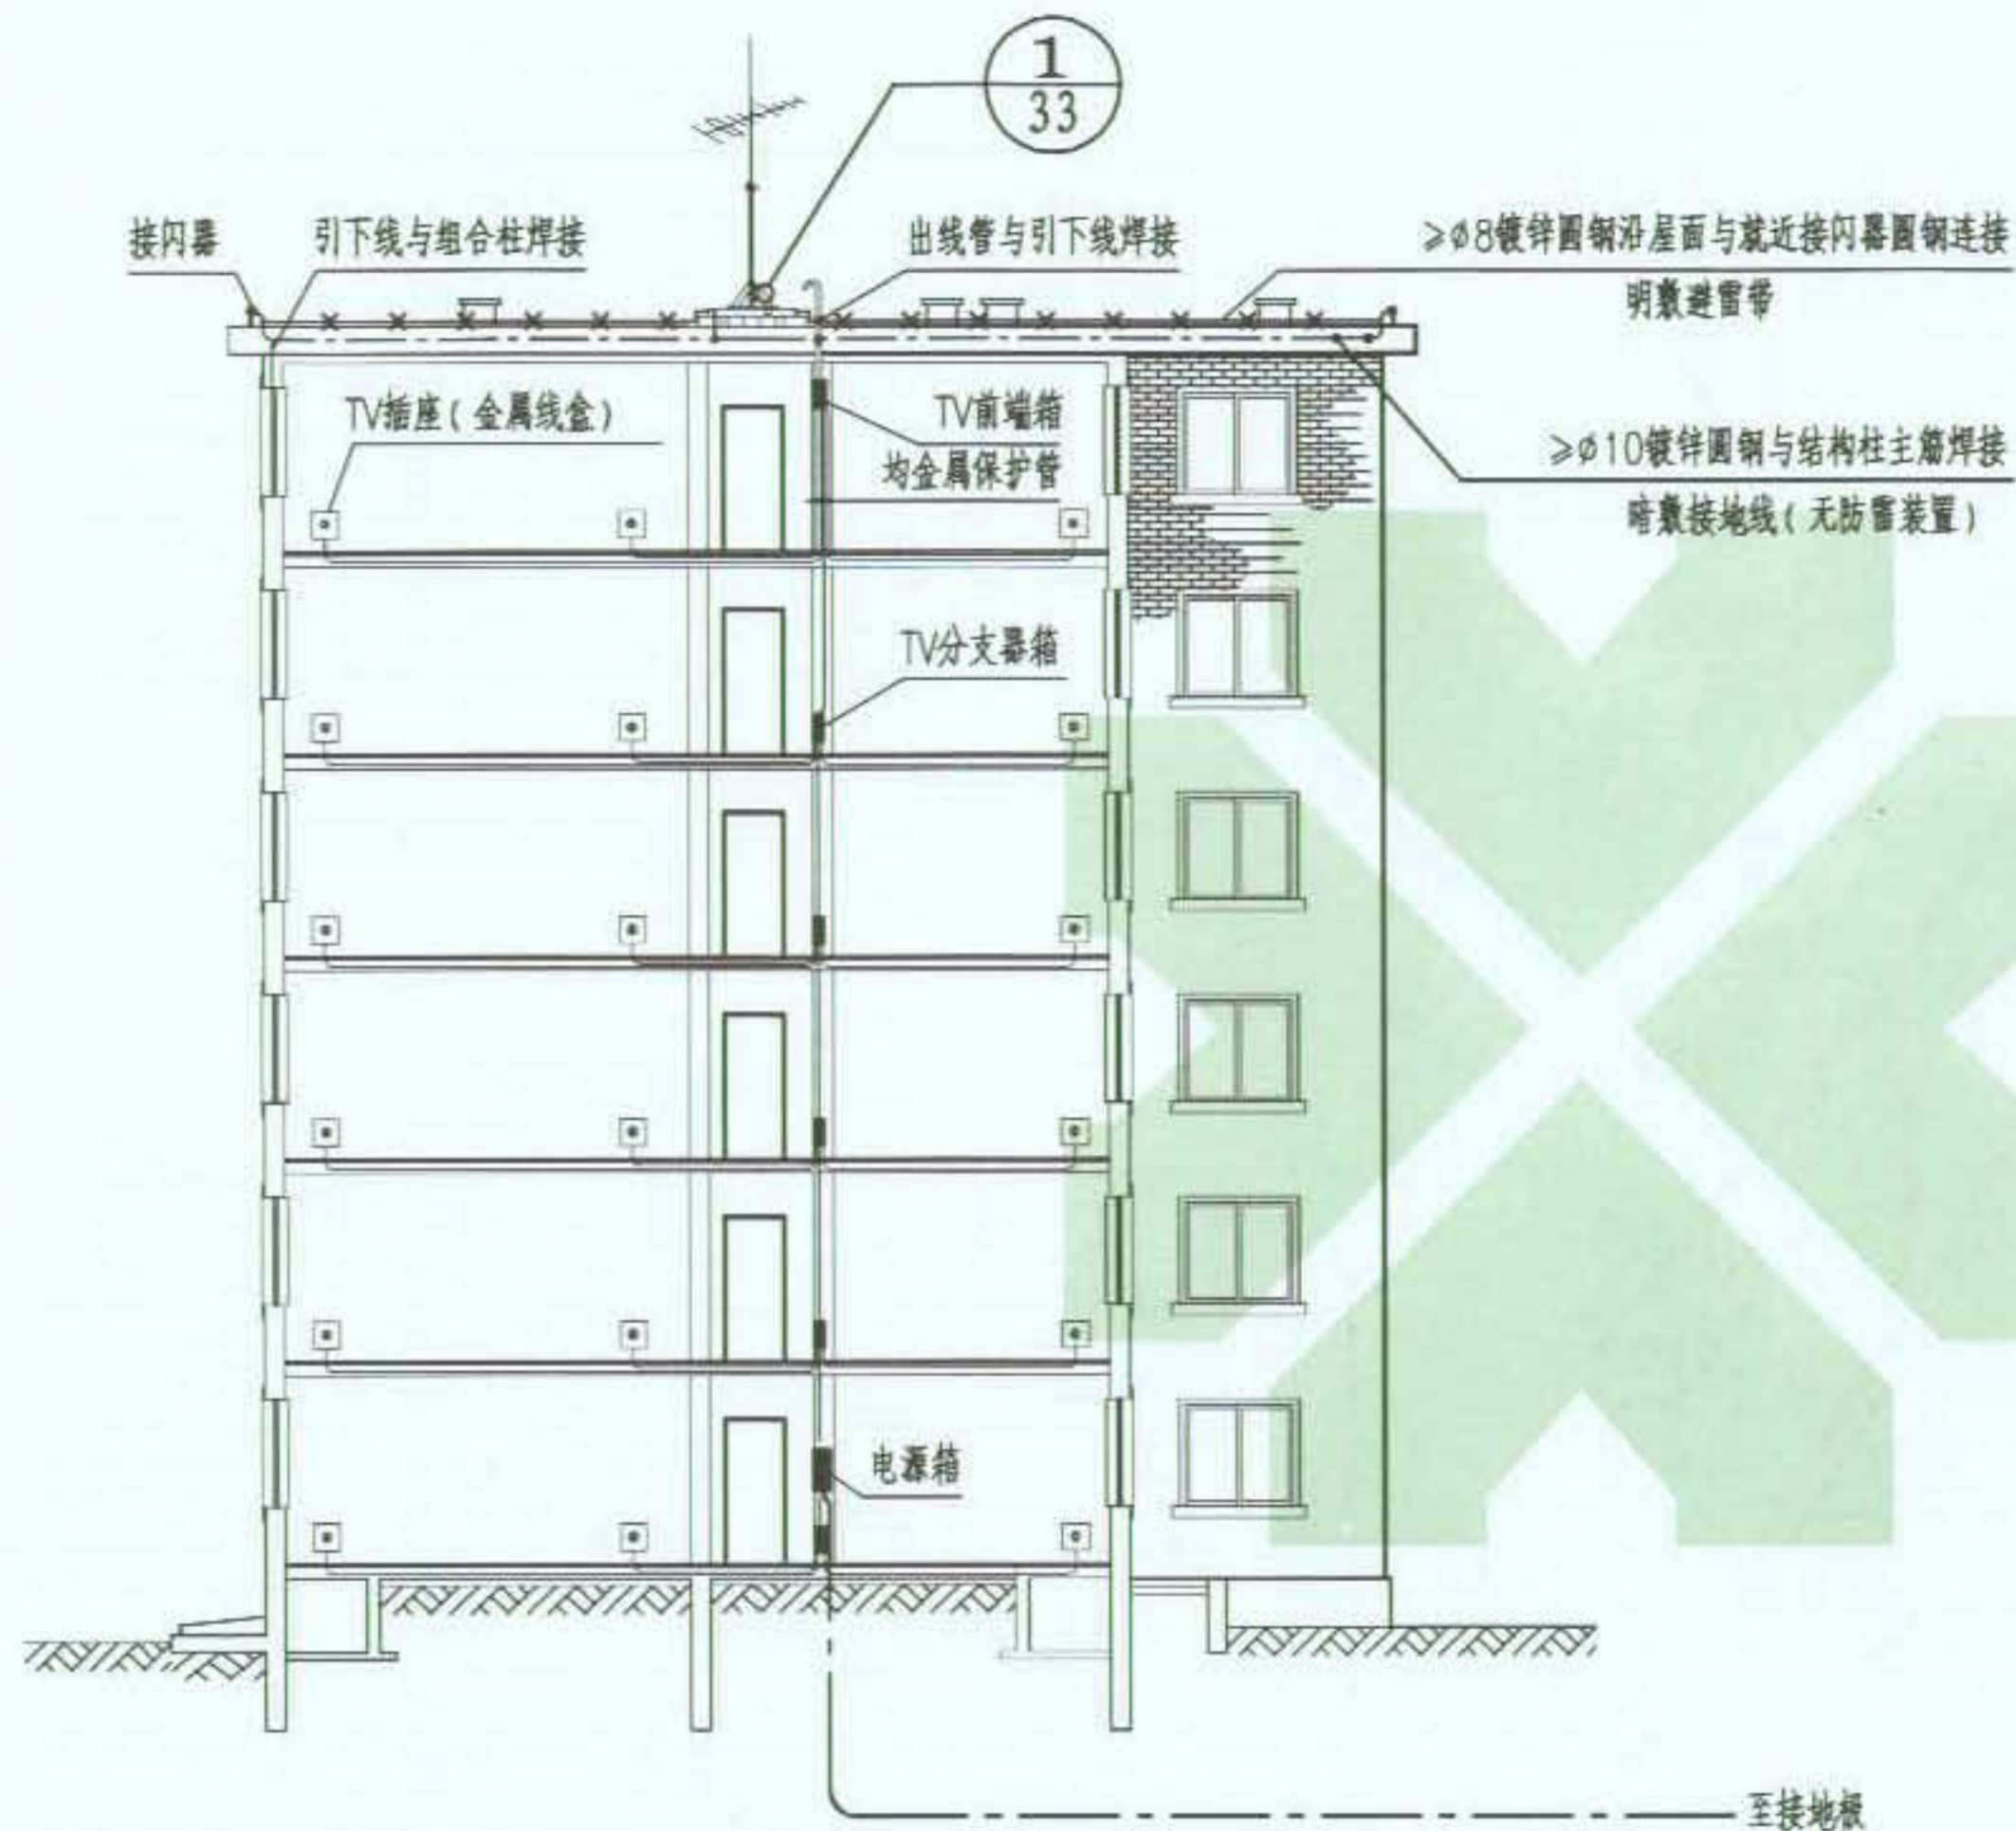 1
33
接闪器
引下线与组合柱焊接
出线管与引下线焊接
≥ø8镀锌圆钢沿屋面与就近接闪器圆钢连接
明敷避雷带
TV插座(金属线盒)
TV前端箱
均金属保护管
≥ø10镀锌圆钢与结构柱主筋焊接
暗敷接地线(无防雷装置)
TV分支器箱
电源箱
至接地极